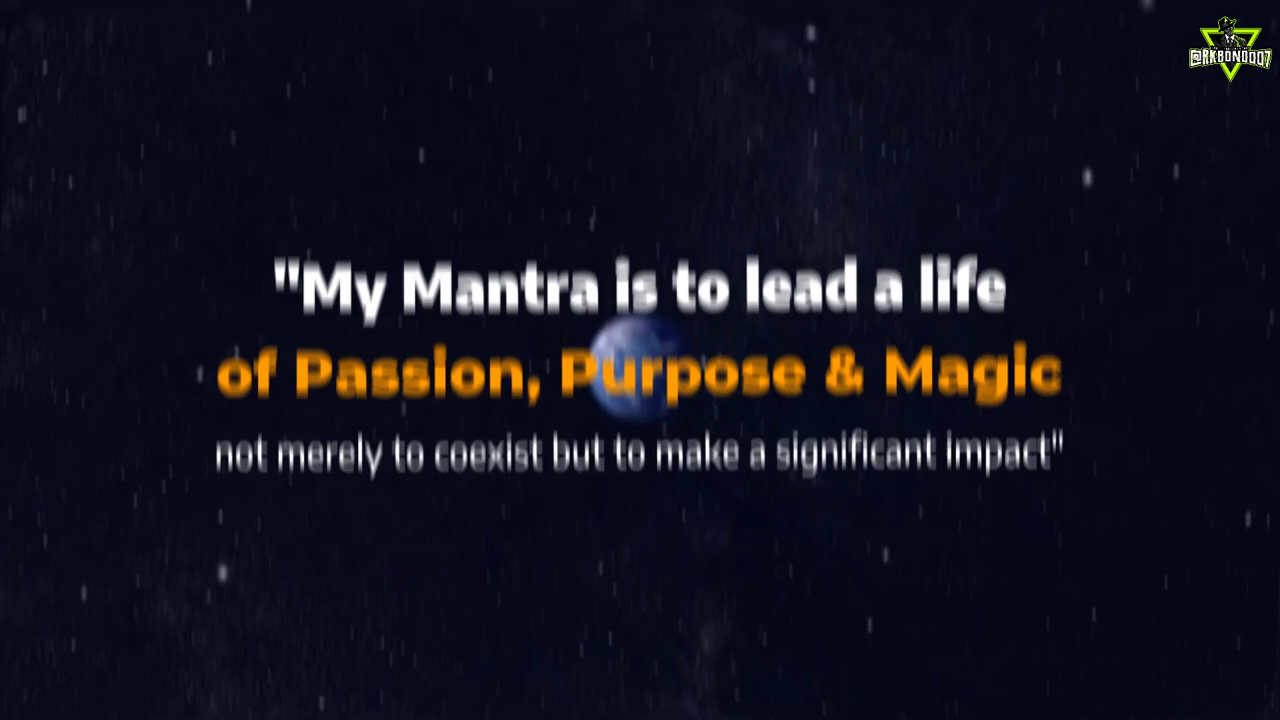 @RKBOND007
"My Mantra is to lead a life
of Passion, Purpose & Magic
not merely to coexist but to make a significant impact"